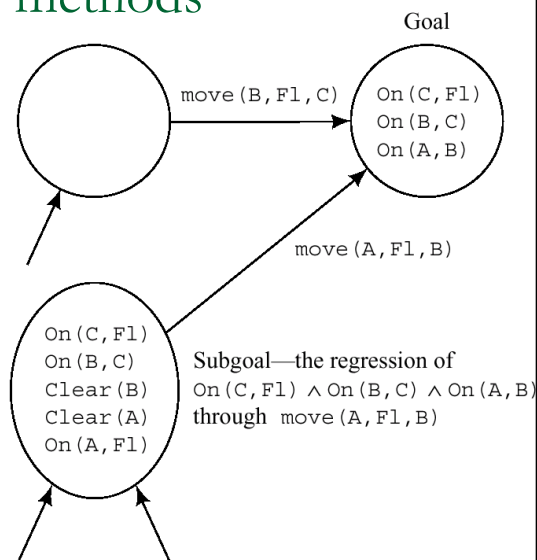 methods
Goal
move(B,Fl,C)
On(C,Fl)
On(B,C)
On(A,B)
move(A,Fl,B)
On(C,Fl)
On(B,C)
Clear(B)
Clear(A)
On(A,Fl)
Subgoal—the regression of
On(C,Fl) ∧ On(B,C) ∧ On(A,B)
through move(A,Fl,B)